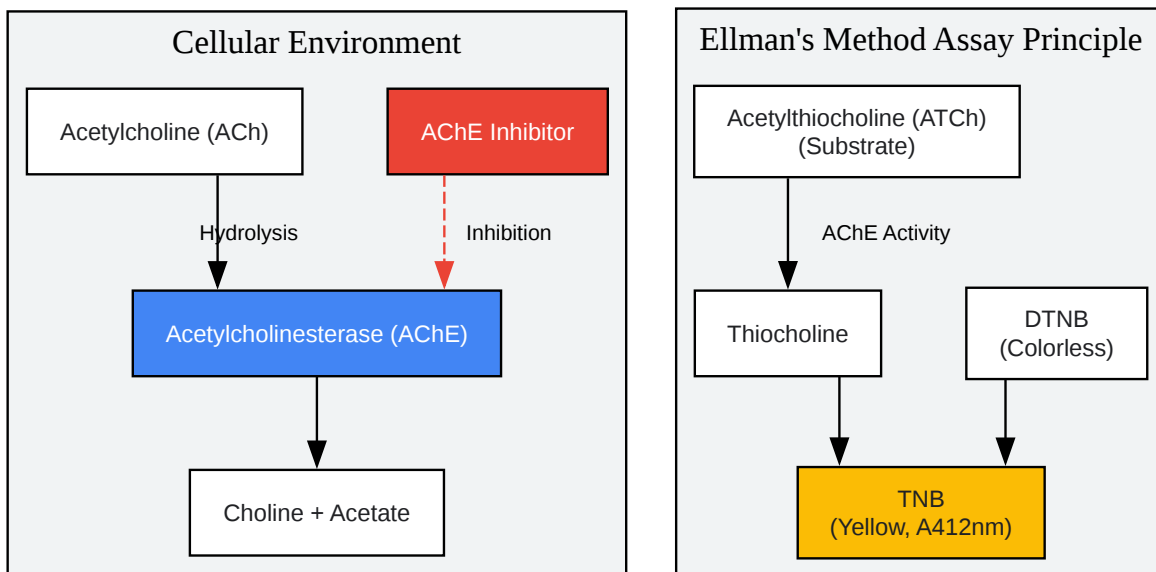 Cellular Environment
Acetylcholine (ACh)
AChE Inhibitor
Hydrolysis
Inhibition
Acetylcholinesterase (AChE)
Choline + Acetate
Ellman's Method Assay Principle
Acetylthiocholine (ATCh)
(Substrate)
AChE Activity
Thiocholine
DTNB
(Colorless)
TNB
(Yellow, A412nm)